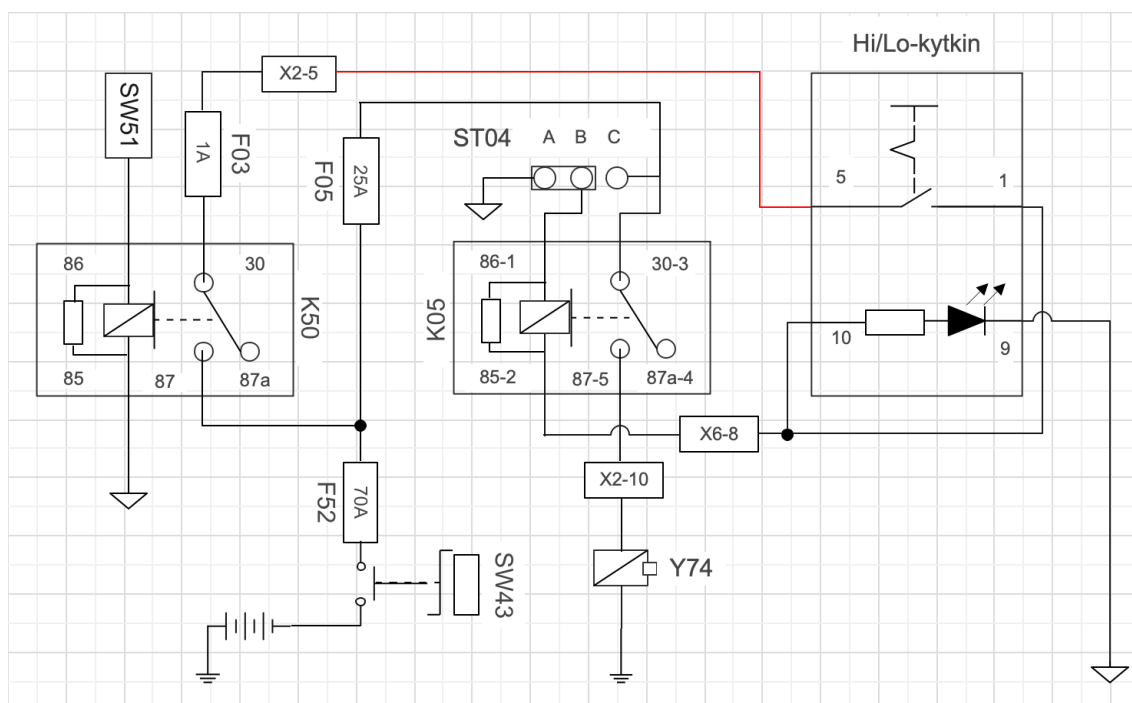 Hi/Lo-kytkin
X2-5
SW51
1A
F03
25A
F05
ST04 A B C
5
1
86
30
K50
85
87
87a
86-1
30-3
K05
85-2
87-5
87a-4
10
9
X6-8
X2-10
70A
F52
SW43
Y74